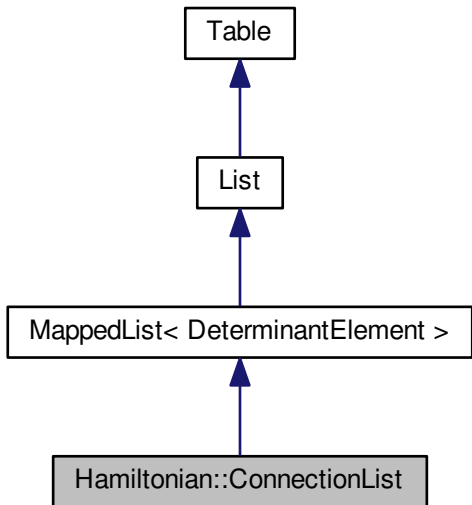 Table
List
MappedList< DeterminantElement >
Hamiltonian::ConnectionList